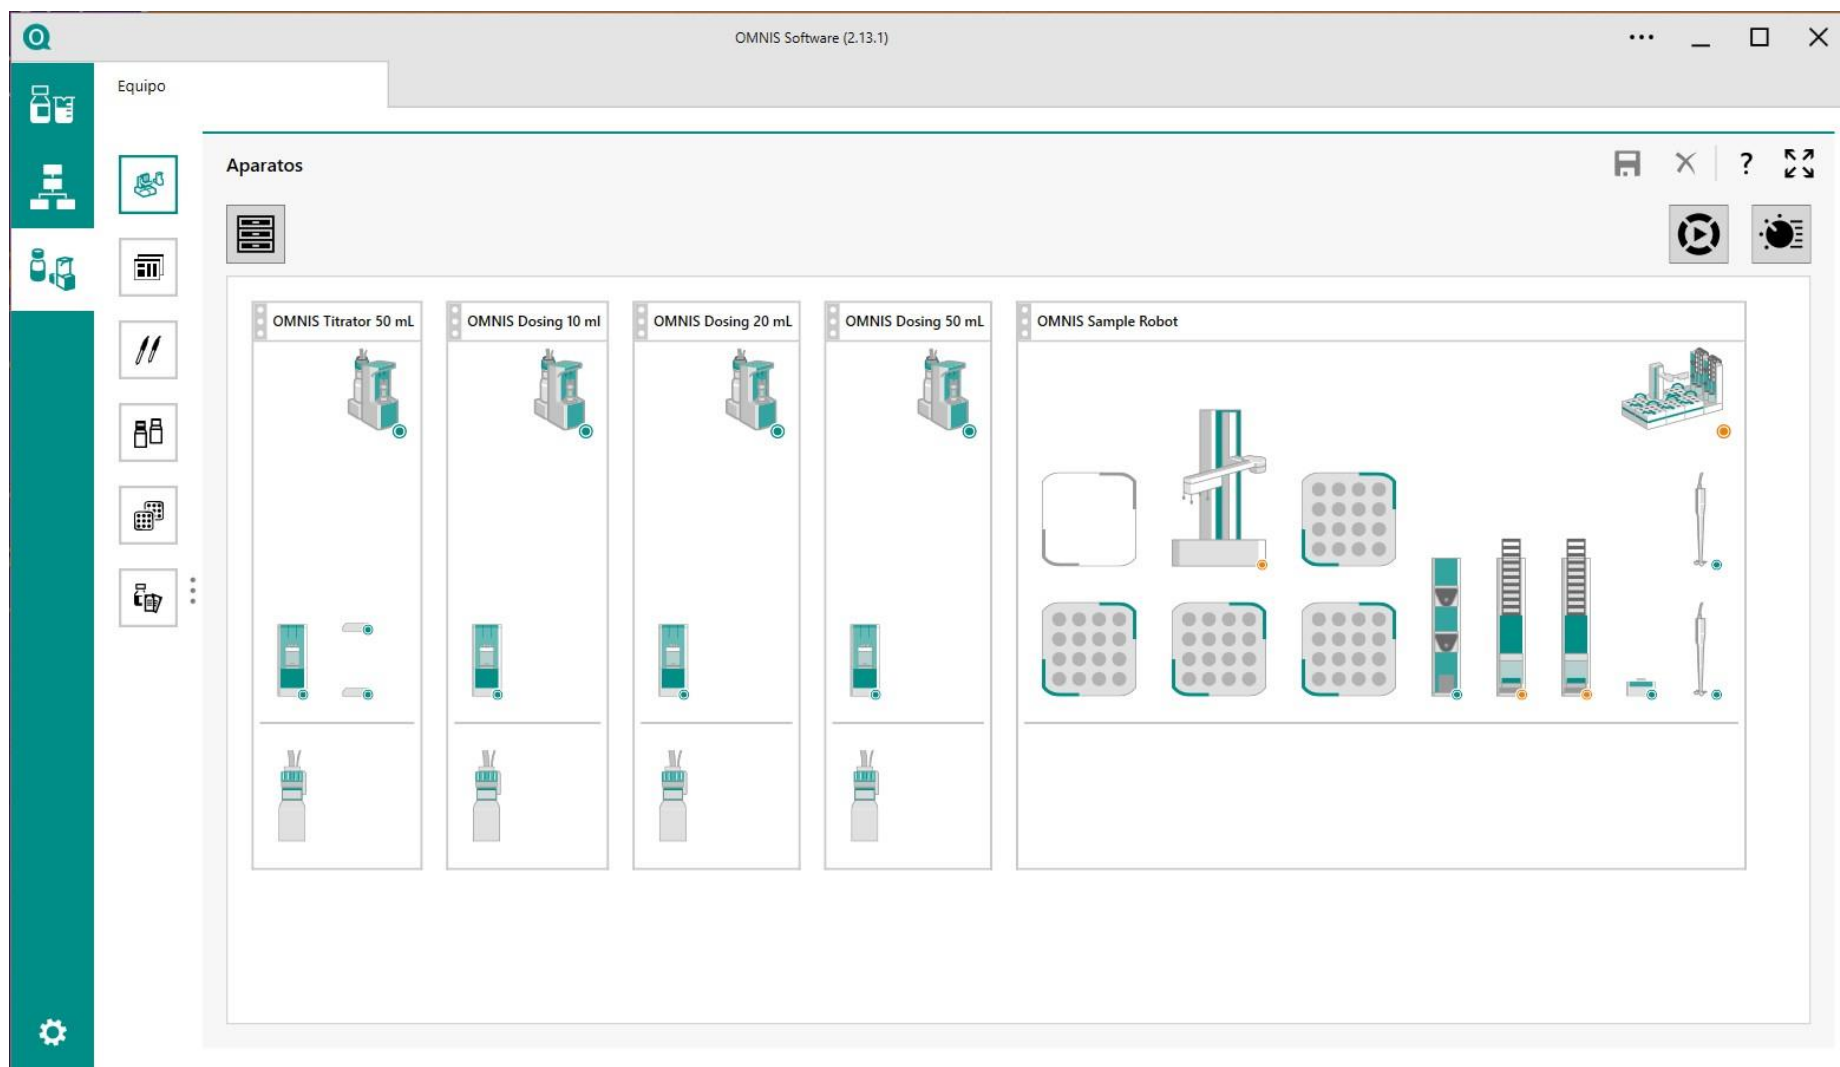 OMNIS Software (2.13.1)
Equipo
Aparatos
OMNIS Titrator 50 mL
OMNIS Dosing 10 ml
OMNIS Dosing 20 mL
OMNIS Dosing 50 mL
OMNIS Sample Robot